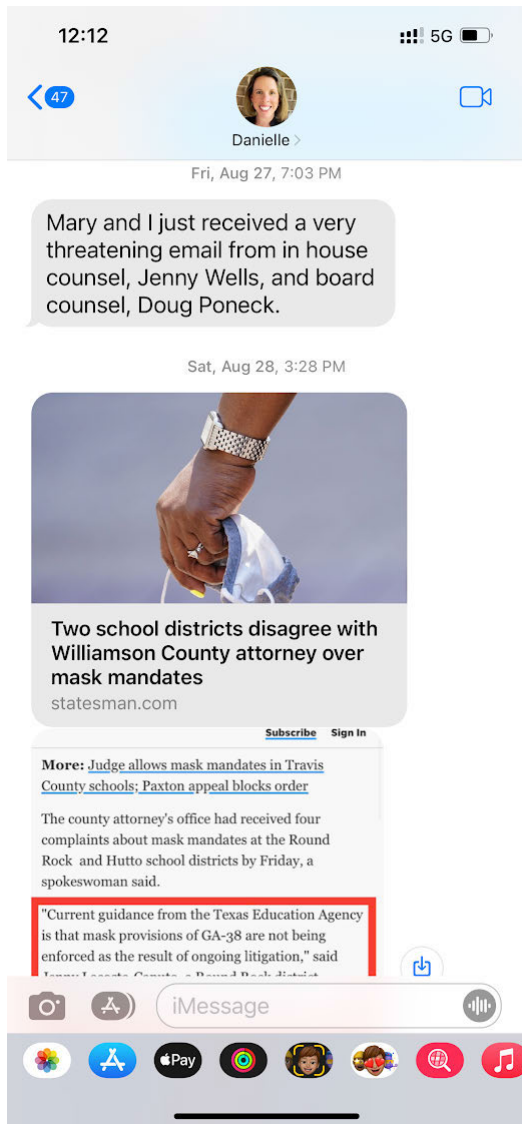 12:12
5G
47
Danielle
Fri, Aug 27, 7:03 PM
Mary and I just received a very
threatening email from in house
counsel, Jenny Wells, and board
counsel, Doug Poneck.
Sat, Aug 28, 3:28 PM
Two school districts disagree with
Williamson County attorney over
mask mandates
statesman.com
Subscribe Sign In
More: Judge allows mask mandates in Travis
County schools; Paxton appeal blocks order
The county attorney's office had received four
complaints about mask mandates at the Round
Rock and Hutto school districts by Friday, a
spokeswoman said.
"Current guidance from the Texas Education Agency
is that mask provisions of GA-38 are not being
enforced as the result of ongoing litigation," said
iMessage
Pay